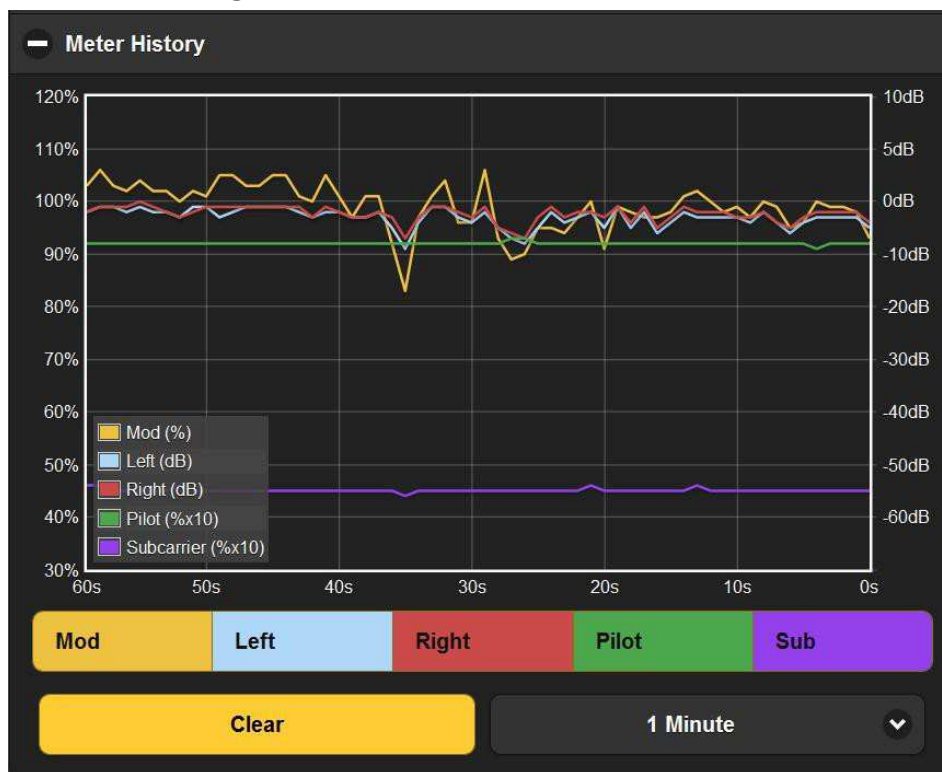 Meter History
120% 10dB
110% 5dB
100% 0dB
90% -10dB
80% -20dB
70% -30dB
60% -40dB
Mod (%)
50% -50dB
Left (dB)
Right (dB)
40% -60dB
Pilot (%x10)
Subcarrier (%x10)
30%
60s 50s 40s 30s 20s 10s 0s
Mod Left Right Pilot Sub
Clear 1 Minute